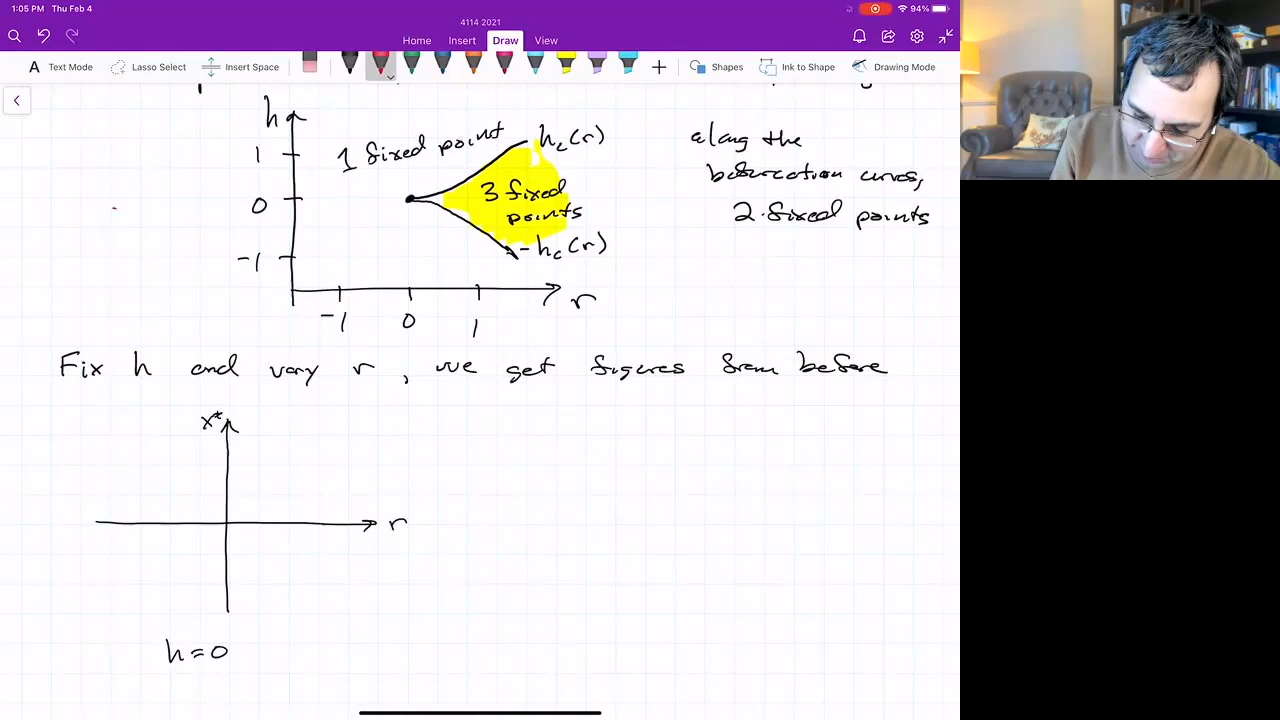 1:05 PM Thu Feb 4
94%
4114 2021
Home Insert Draw View
Text Mode Lasso Select Insert Space Shapes Ink to Shape Drawing Mode
h
1 fixed point
hc(r)
along the
1
bifurcation curves,
0
3 fixed
points
2 fixed points
-1
-hc(r)
r
-1 0 1
Fix h and vary r, we get figures from before
x*
r
h=0